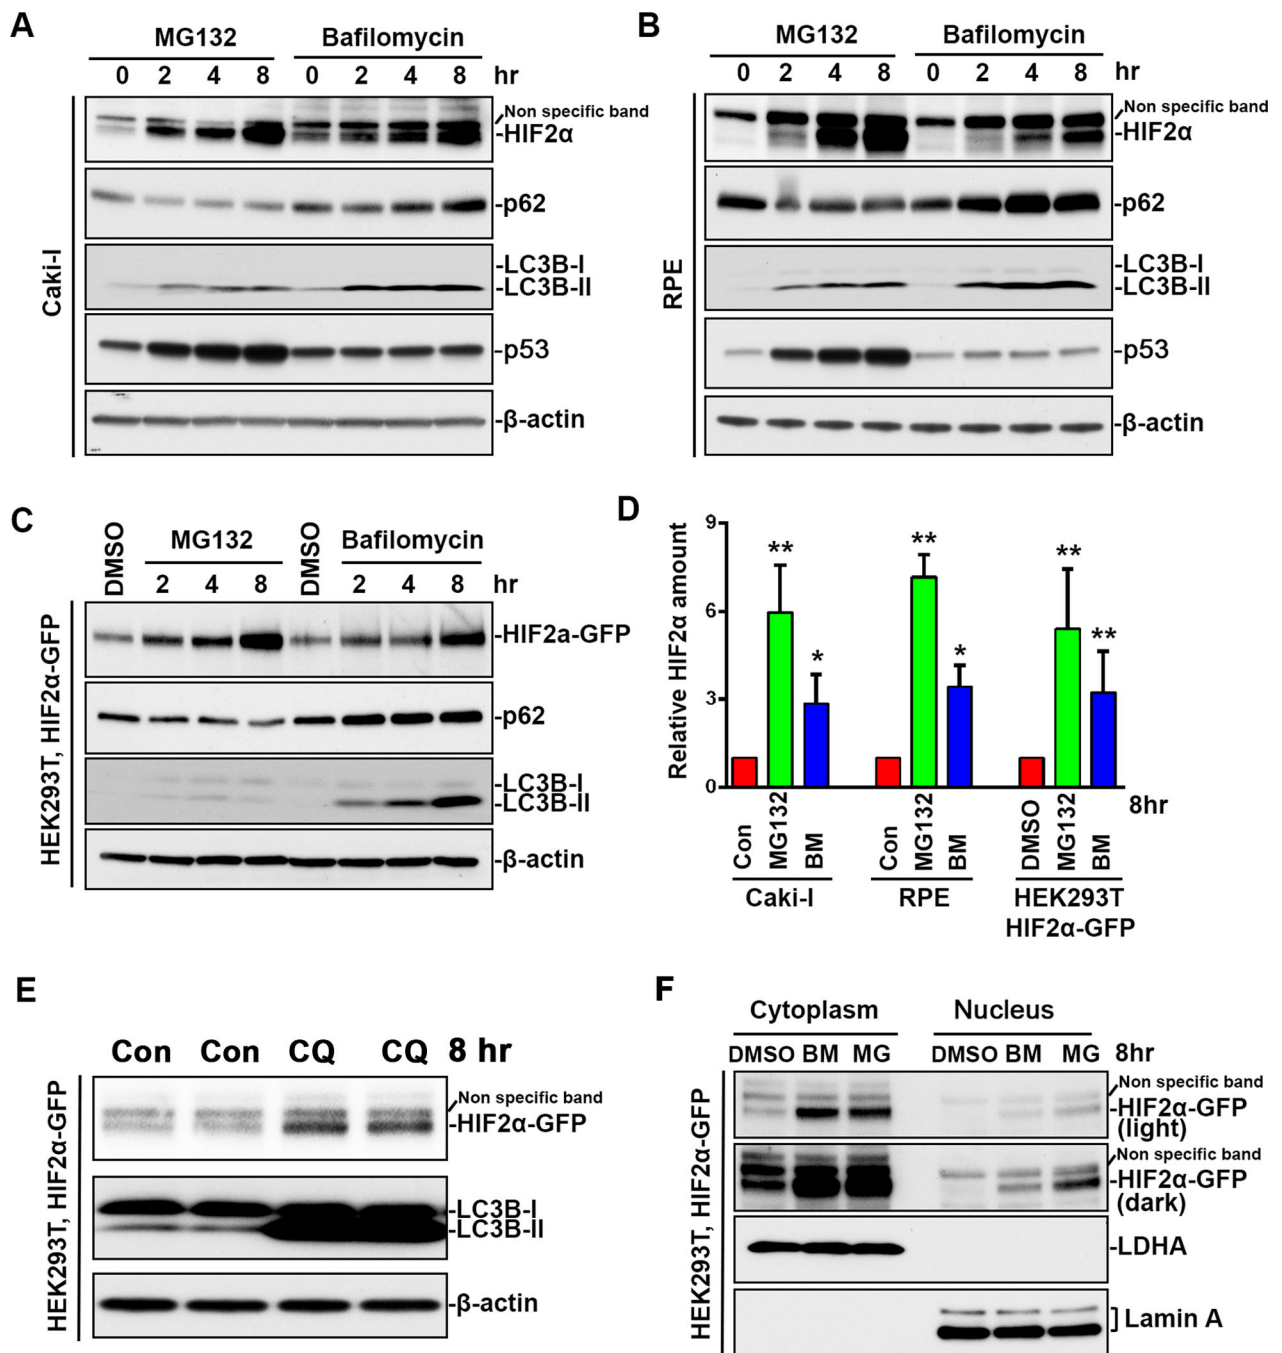 A
MG132
Bafilomycin
0 2 4 8 0 2 4 8 hr
Non specific band
-HIF2α
-p62
-LC3B-I
-LC3B-II
-p53
-β-actin
Caki-I
B
MG132
Bafilomycin
0 2 4 8 0 2 4 8 hr
Non specific band
-HIF2α
-p62
-LC3B-I
-LC3B-II
-p53
-β-actin
RPE
C
DMSO
MG132
DMSO
Bafilomycin
2 4 8 2 4 8 hr
-HIF2a-GFP
-p62
-LC3B-I
-LC3B-II
-β-actin
HEK293T, HIF2α-GFP
D
Relative HIF2α amount
9
6
3
0
** * ** * ** **
Con MG132 BM Con MG132 BM DMSO MG132 BM 8hr
Caki-I RPE HEK293T
HIF2α-GFP
E
Con Con CQ CQ 8 hr
Non specific band
-HIF2α-GFP
-LC3B-I
-LC3B-II
-β-actin
HEK293T, HIF2α-GFP
F
Cytoplasm Nucleus
DMSO BM MG DMSO BM MG 8hr
Non specific band
-HIF2α-GFP
(light)
Non specific band
-HIF2α-GFP
(dark)
-LDHA
Lamin A
HEK293T, HIF2α-GFP